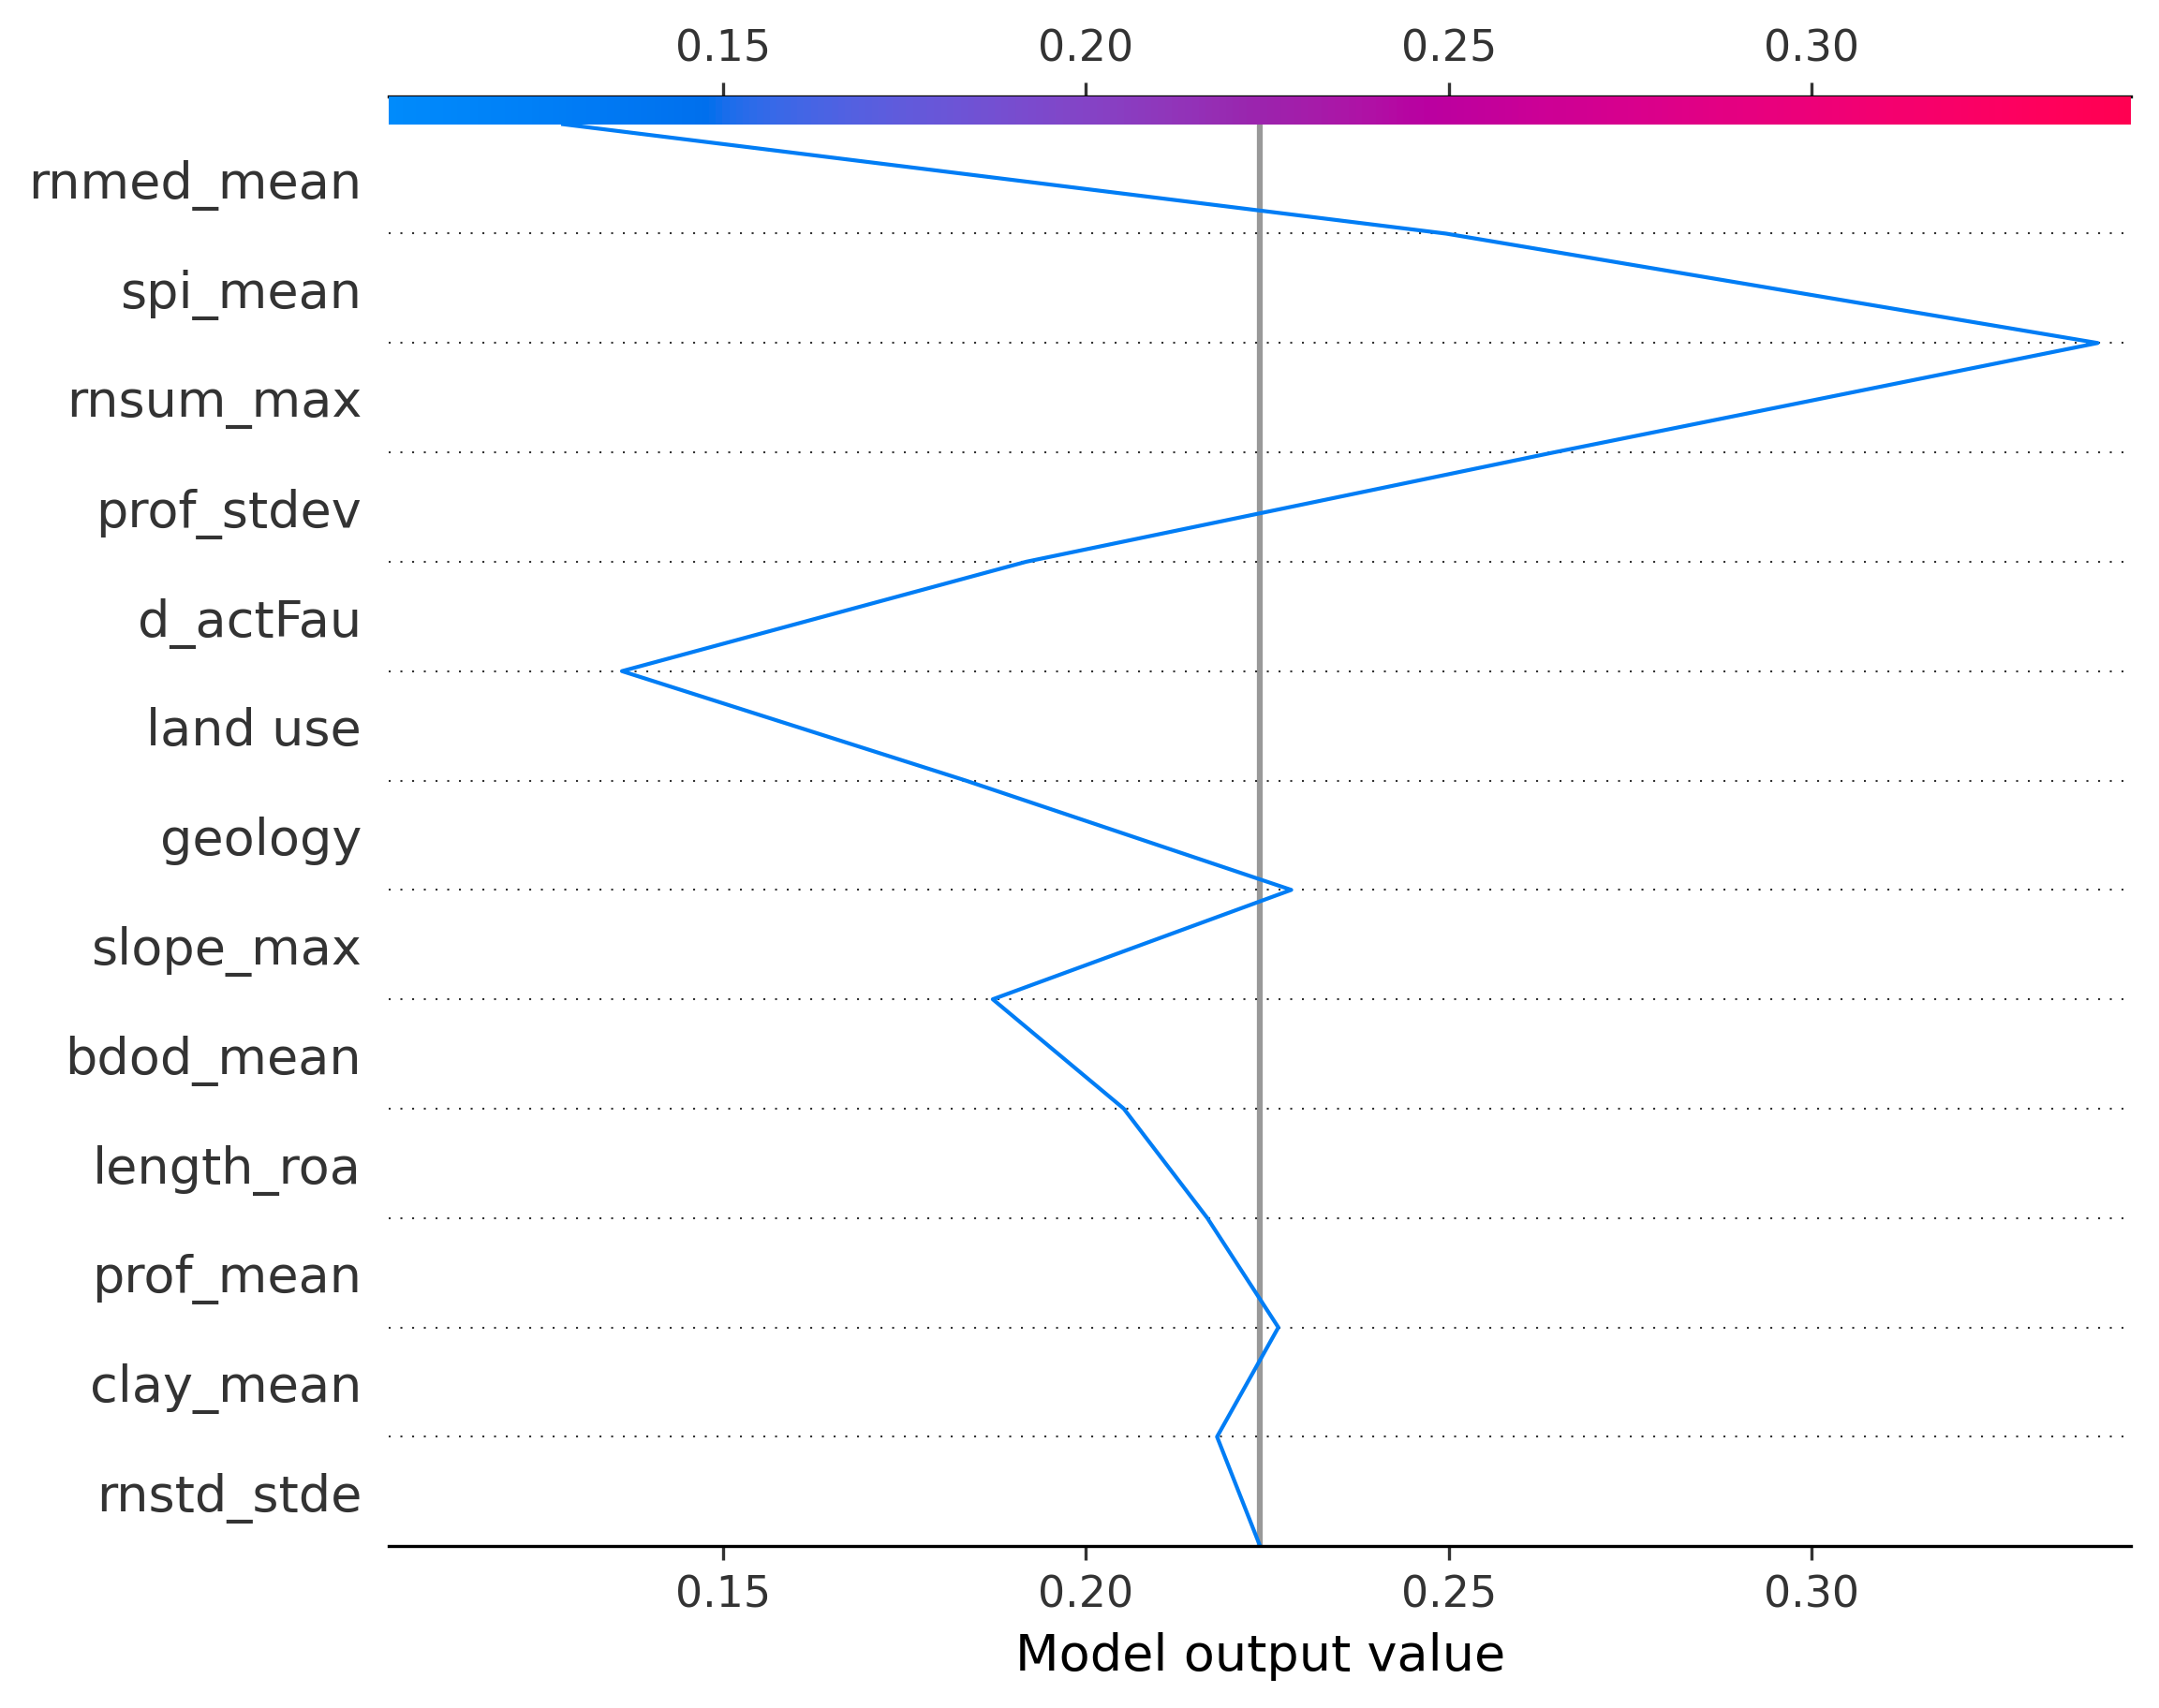 0.15 0.20 0.25 0.30
rnmed_mean
spi_mean
rnsum_max
prof_stdev
d_actFau
land use
geology
slope_max
bdod_mean
length_roa
prof_mean
clay_mean
rnstd_stde
0.15 0.20 0.25 0.30
Model output value